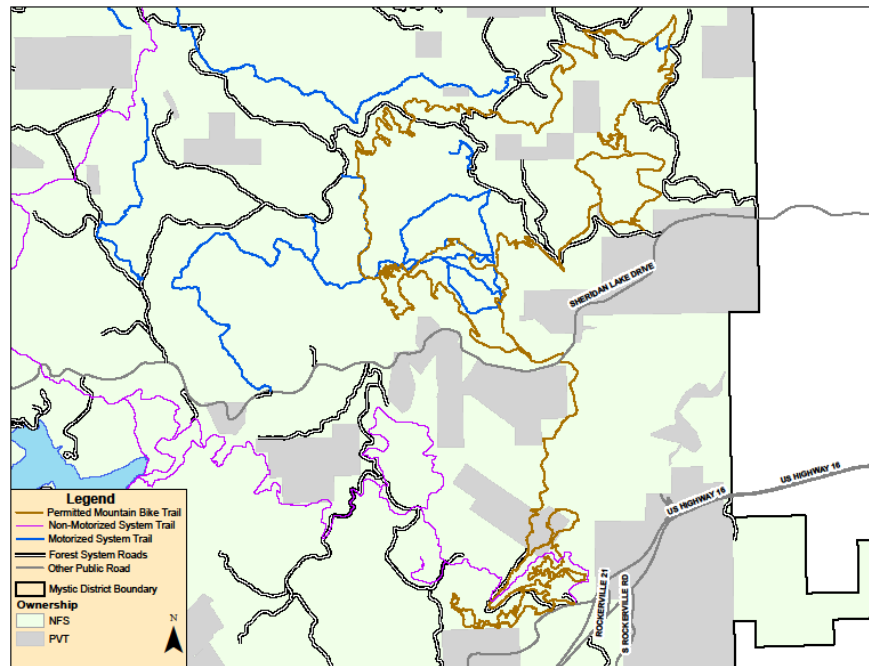 SHERIDAN LAKE DRIVE
US HIGHWAY 16
US HIGHWAY 16
ROCKERVILLE 21
S ROCKERVILLE RD
Legend
Permitted Mountain Bike Trail
Non-Motorized System Trail
Motorized System Trail
Forest System Roads
Other Public Road
Mystic District Boundary
Ownership
NFS
PVT
N